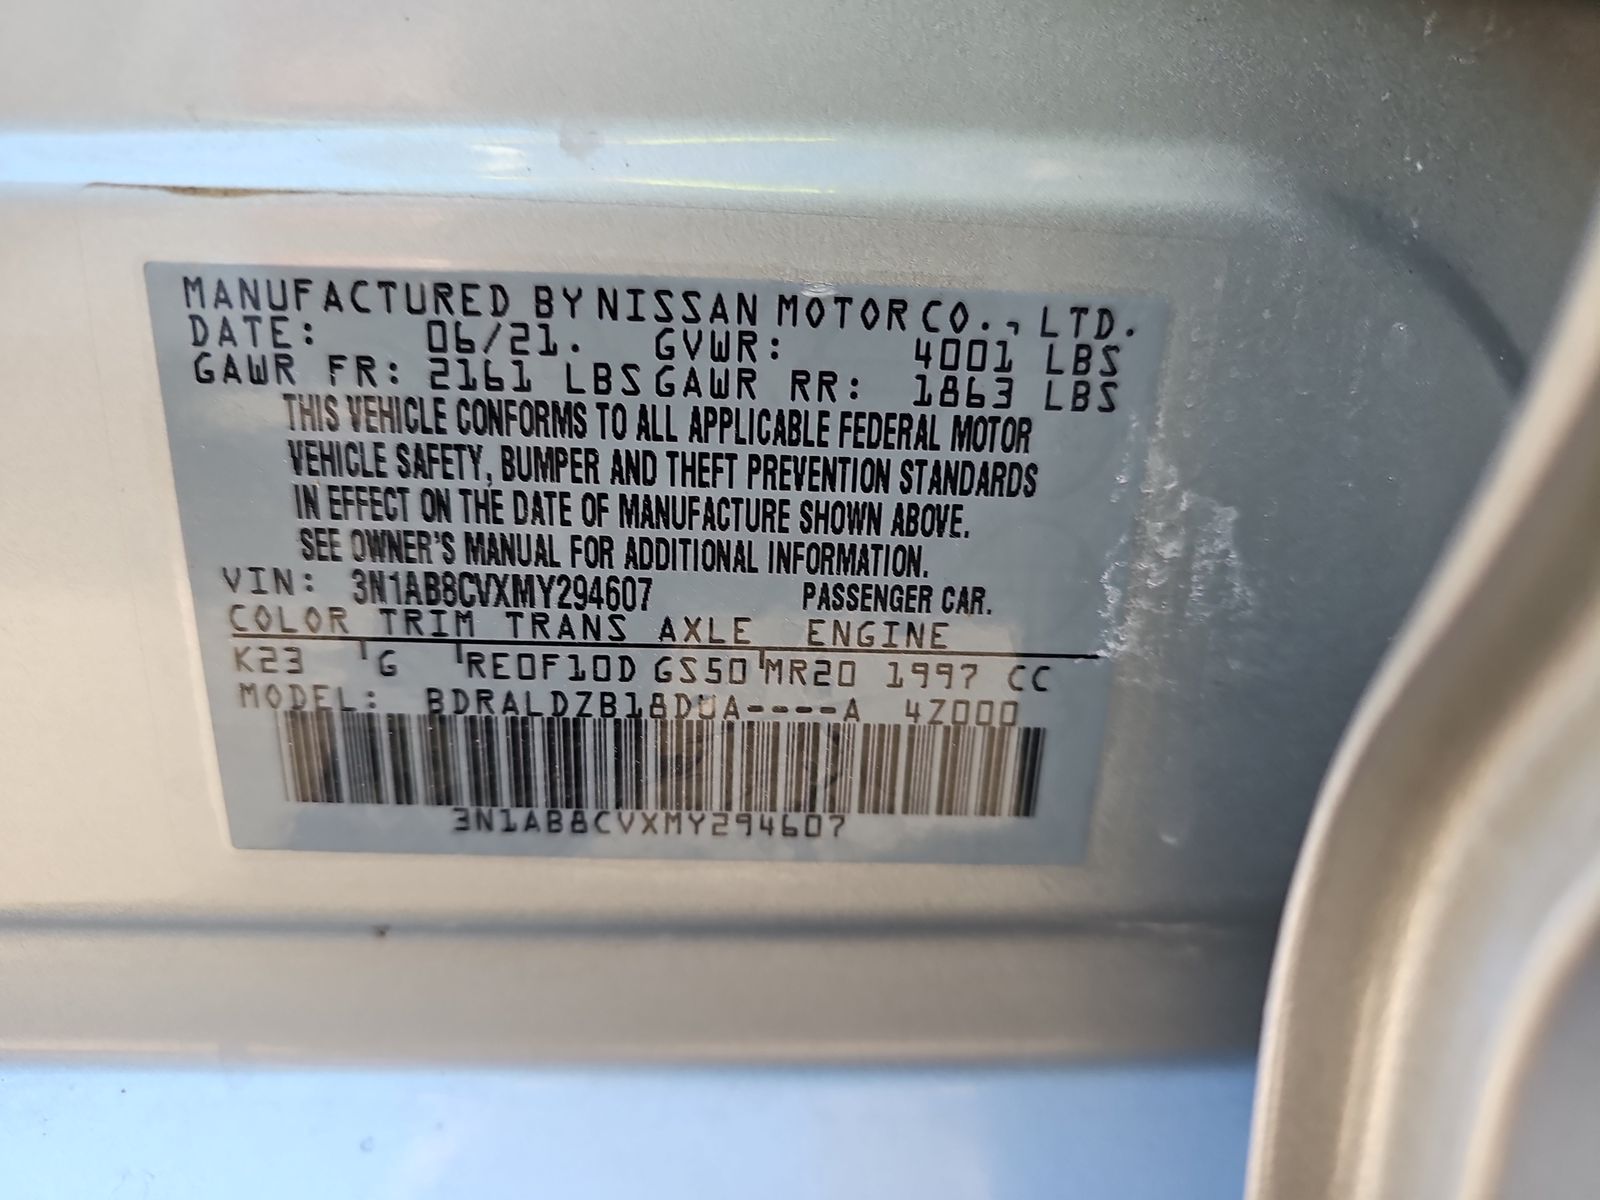 MANUFACTURED BY NISSAN MOTOR CO., LTD.
DATE: 06/21. GVWR: 4001 LBS
GAWR FR: 2161 LBS GAWR RR: 1863 LBS
THIS VEHICLE CONFORMS TO ALL APPLICABLE FEDERAL MOTOR
VEHICLE SAFETY, BUMPER AND THEFT PREVENTION STANDARDS
IN EFFECT ON THE DATE OF MANUFACTURE SHOWN ABOVE.
SEE OWNER'S MANUAL FOR ADDITIONAL INFORMATION.
VIN: 3N1AB8CVXMY294607 PASSENGER CAR.
COLOR TRIM TRANS AXLE ENGINE
K23 G RE0F10D GS50 MR20 1997 CC
MODEL: BDRALDZB18DUA----A 4Z000
3N1AB8CVXMY294607